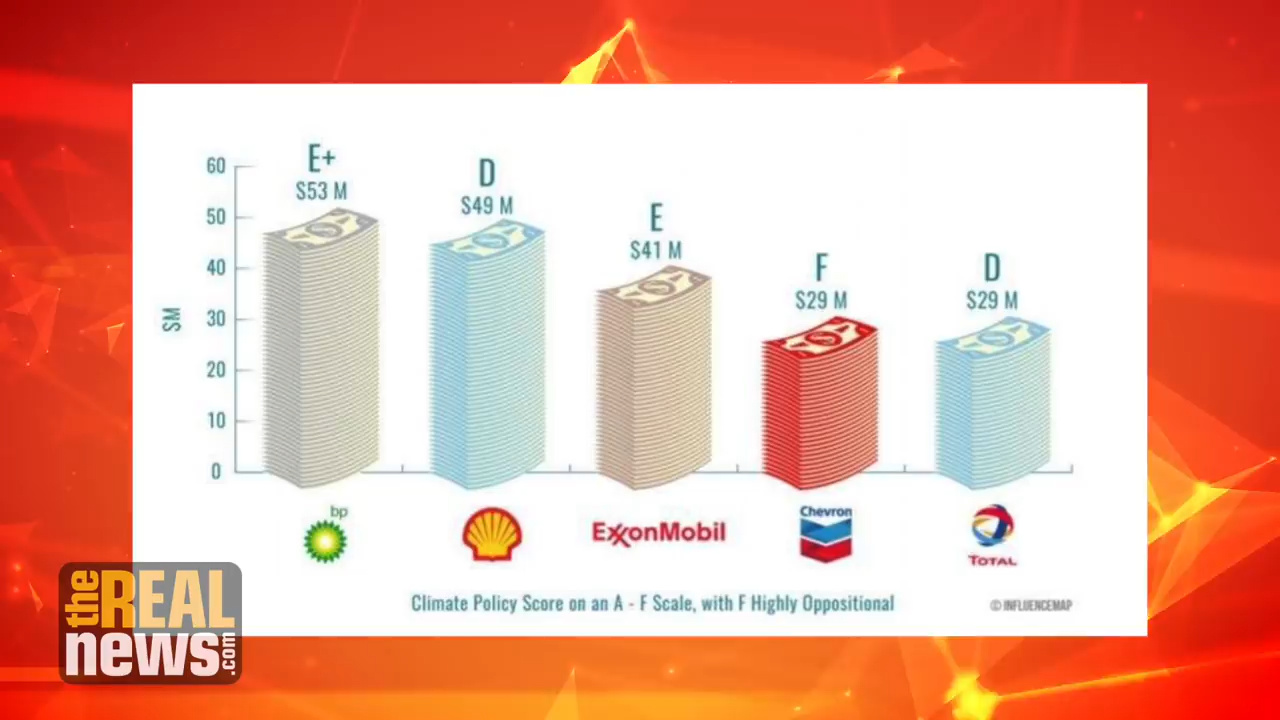 60
50
40
30
20
10
0
$M
E+
$53 M
D
$49 M
E
$41 M
F
$29 M
D
$29 M
bp
ExxonMobil
Chevron
TOTAL
Climate Policy Score on an A - F Scale, with F Highly Oppositional
© INFLUENCEMAP
the REAL
news.com